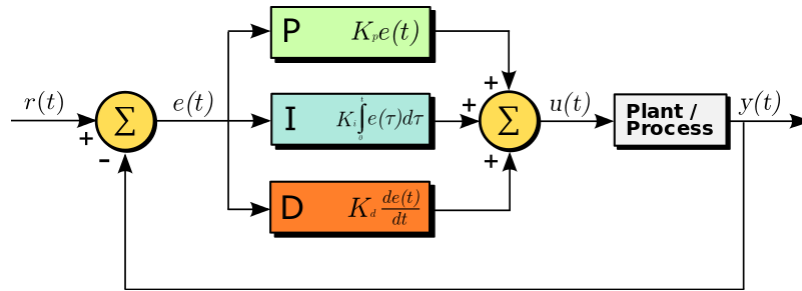 P K_p e(t)
r(t) Σ e(t) I K_i ∫_0^t e(τ)dτ Σ u(t) Plant / Process y(t)
D K_d de(t)/dt
+
-
+
+
+